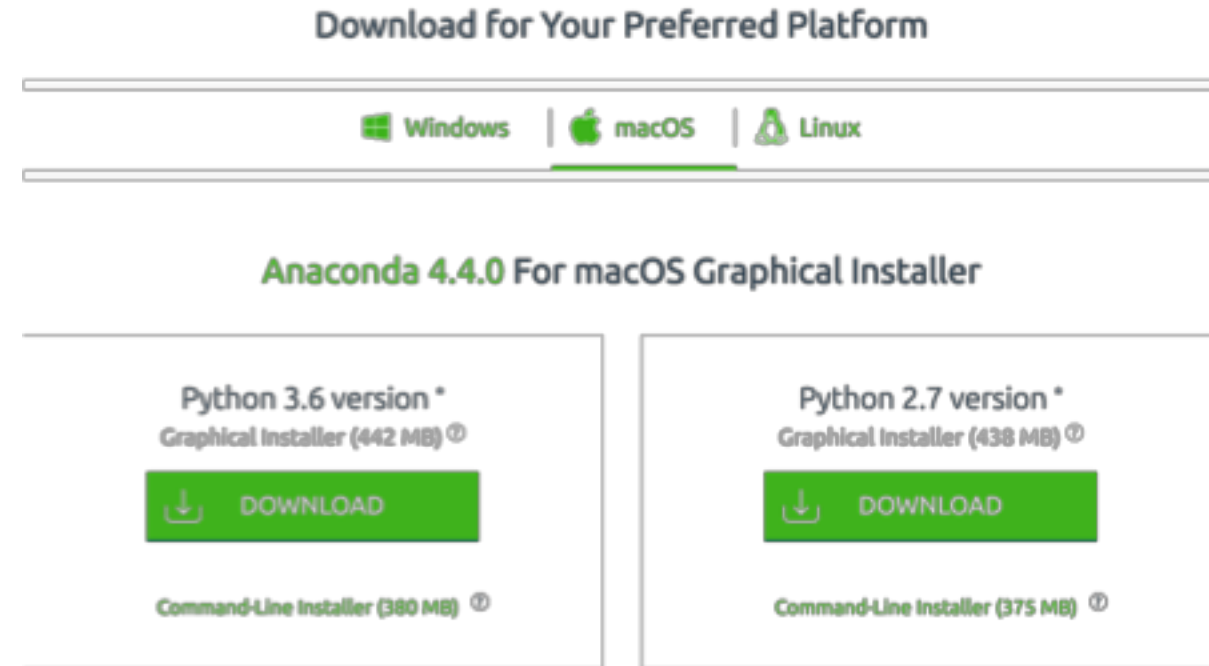 Download for Your Preferred Platform
Windows macOS Linux
Anaconda 4.4.0 For macOS Graphical Installer
Python 3.6 version *
Graphical Installer (442 MB) ?
DOWNLOAD
Command-Line Installer (380 MB) ?
Python 2.7 version *
Graphical Installer (438 MB) ?
DOWNLOAD
Command-Line Installer (375 MB) ?